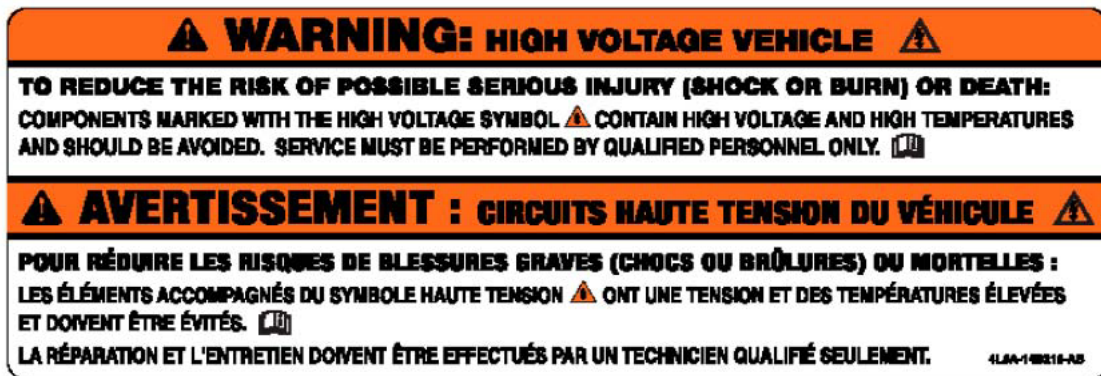 WARNING: HIGH VOLTAGE VEHICLE
TO REDUCE THE RISK OF POSSIBLE SERIOUS INJURY (SHOCK OR BURN) OR DEATH:
COMPONENTS MARKED WITH THE HIGH VOLTAGE SYMBOL CONTAIN HIGH VOLTAGE AND HIGH TEMPERATURES
AND SHOULD BE AVOIDED. SERVICE MUST BE PERFORMED BY QUALIFIED PERSONNEL ONLY.
AVERTISSEMENT : CIRCUITS HAUTE TENSION DU VÉHICULE
POUR RÉDUIRE LES RISQUES DE BLESSURES GRAVES (CHOCS OU BRÛLURES) OU MORTELLES :
LES ÉLÉMENTS ACCOMPAGNÉS DU SYMBOLE HAUTE TENSION ONT UNE TENSION ET DES TEMPÉRATURES ÉLEVÉES
ET DOIVENT ÊTRE ÉVITÉS.
LA RÉPARATION ET L'ENTRETIEN DOIVENT ÊTRE EFFECTUÉS PAR UN TECHNICIEN QUALIFIÉ SEULEMENT.